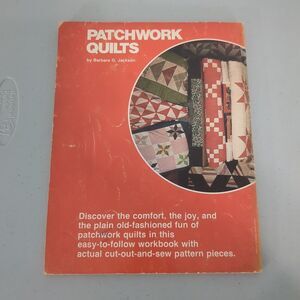 PATCHWORK
QUILTS
by Barbara G. Jackson
Discover the comfort, the joy, and
the plain old-fashioned fun of
patchwork quilts in this
easy-to-follow workbook with
actual cut-out-and-sew pattern pieces.